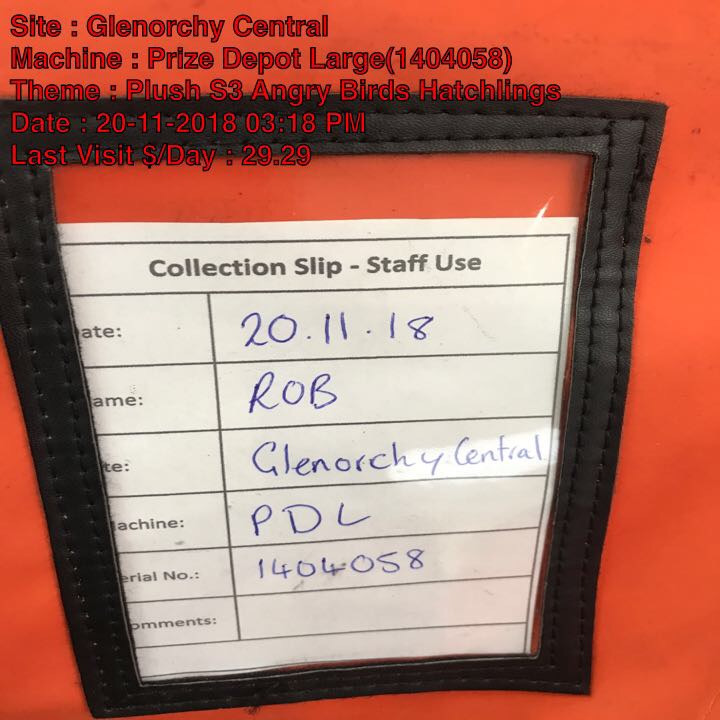 Site : Glenorchy Central
Machine : Prize Depot Large(1404058)
Theme : Plush S3 Angry Birds Hatchlings
Date : 20-11-2018 03:18 PM
Last Visit $/Day : 29.29
Collection Slip - Staff Use
ate: 20.11.18
ame: ROB
te: Glenorchy Central
achine: PDL
erial No.: 1404058
omments: